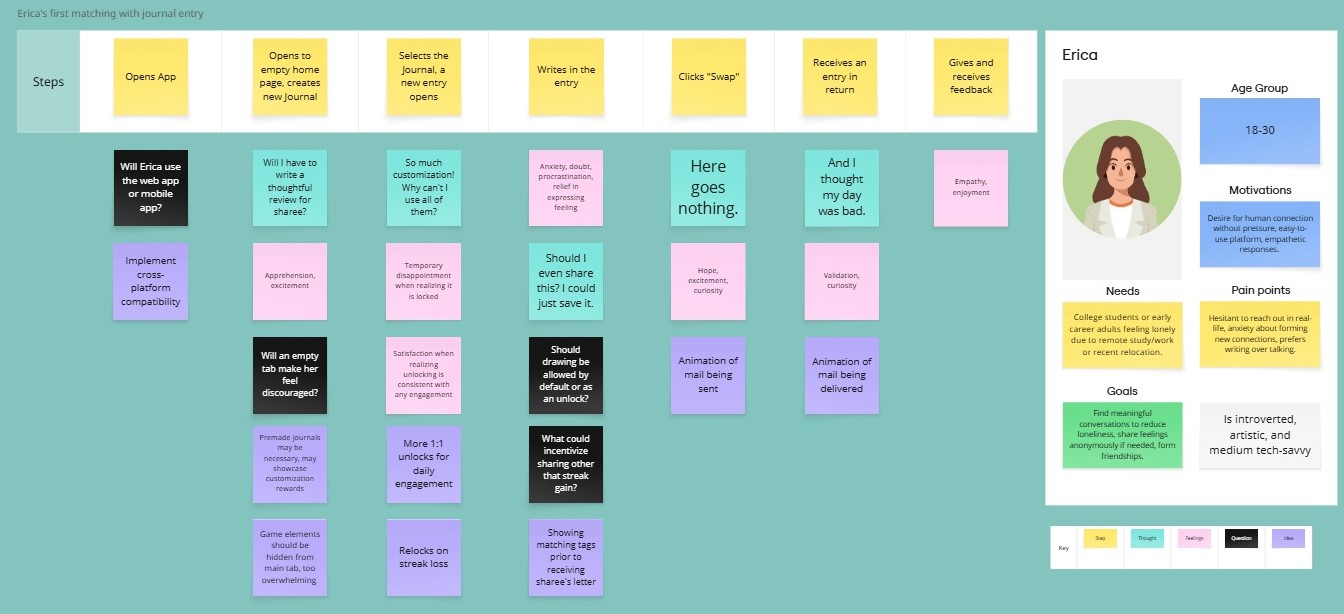 Erica's first matching with journal entry
Steps
Opens App
Opens to
empty home
page, creates
new Journal
Selects the
Journal, a
new entry
opens
Writes in the
entry
Clicks "Swap"
Receives an
entry in
return
Gives and
receives
feedback
Will Erica use
the web app
or mobile
app?
Implement
cross-
platform
compatibility
Will I have to
write a
thoughtful
review for
sharee?
Apprehension,
excitement
Will an empty
tab make her
feel
discouraged?
Premade journals
may be
necessary, may
showcase
customization
rewards
Game elements
should be
hidden from
main tab, too
overwhelming
So much
customization!
Why can't I
use all of
them?
Temporary
disappointment
when realizing it
is locked
Satisfaction when
realizing
unlocking is
consistent with
any engagement
More 1:1
unlocks for
daily
engagement
Relocks on
streak loss
Anxiety, doubt,
procrastination,
relief in
expressing
feeling
Should I
even share
this? I could
just save it.
Should
drawing be
allowed by
default or as
an unlock?
What could
incentivize
sharing other
that streak
gain?
Showing
matching tags
prior to
receiving
sharee's letter
Here
goes
nothing.
Hope,
excitement,
curiosity
Animation of
mail being
sent
And I
thought
my day
was bad.
Validation,
curiosity
Animation of
mail being
delivered
Empathy,
enjoyment
Erica
Age Group
18-30
Motivations
Desire for human connection
without pressure, easy-to-
use platform, empathetic
responses.
Needs
College students or early
career adults feeling lonely
due to remote study/work
or recent relocation.
Pain points
Hesitant to reach out in real-
life, anxiety about forming
new connections, prefers
writing over talking.
Goals
Find meaningful
conversations to reduce
loneliness, share feelings
anonymously if needed, form
friendships.
Is introverted,
artistic, and
medium tech-savvy
Key
Step
Thought
Feelings
Question
Idea